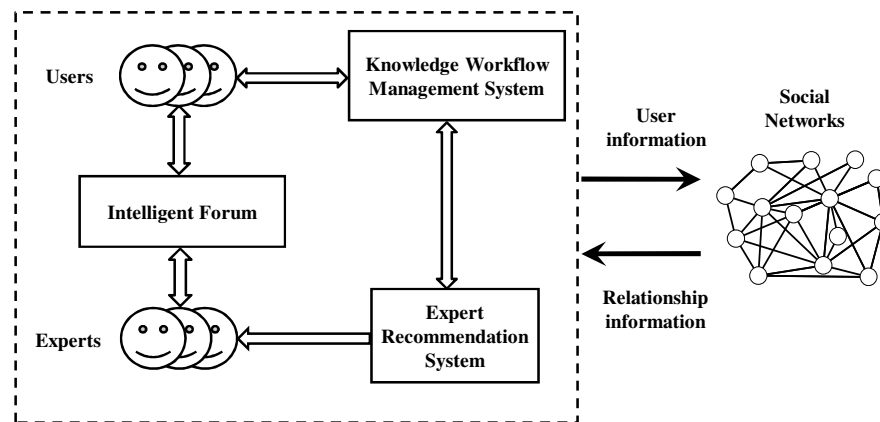 Users
Knowledge Workflow
Management System
Intelligent Forum
Experts
Expert
Recommendation
System
User
information
Social
Networks
Relationship
information